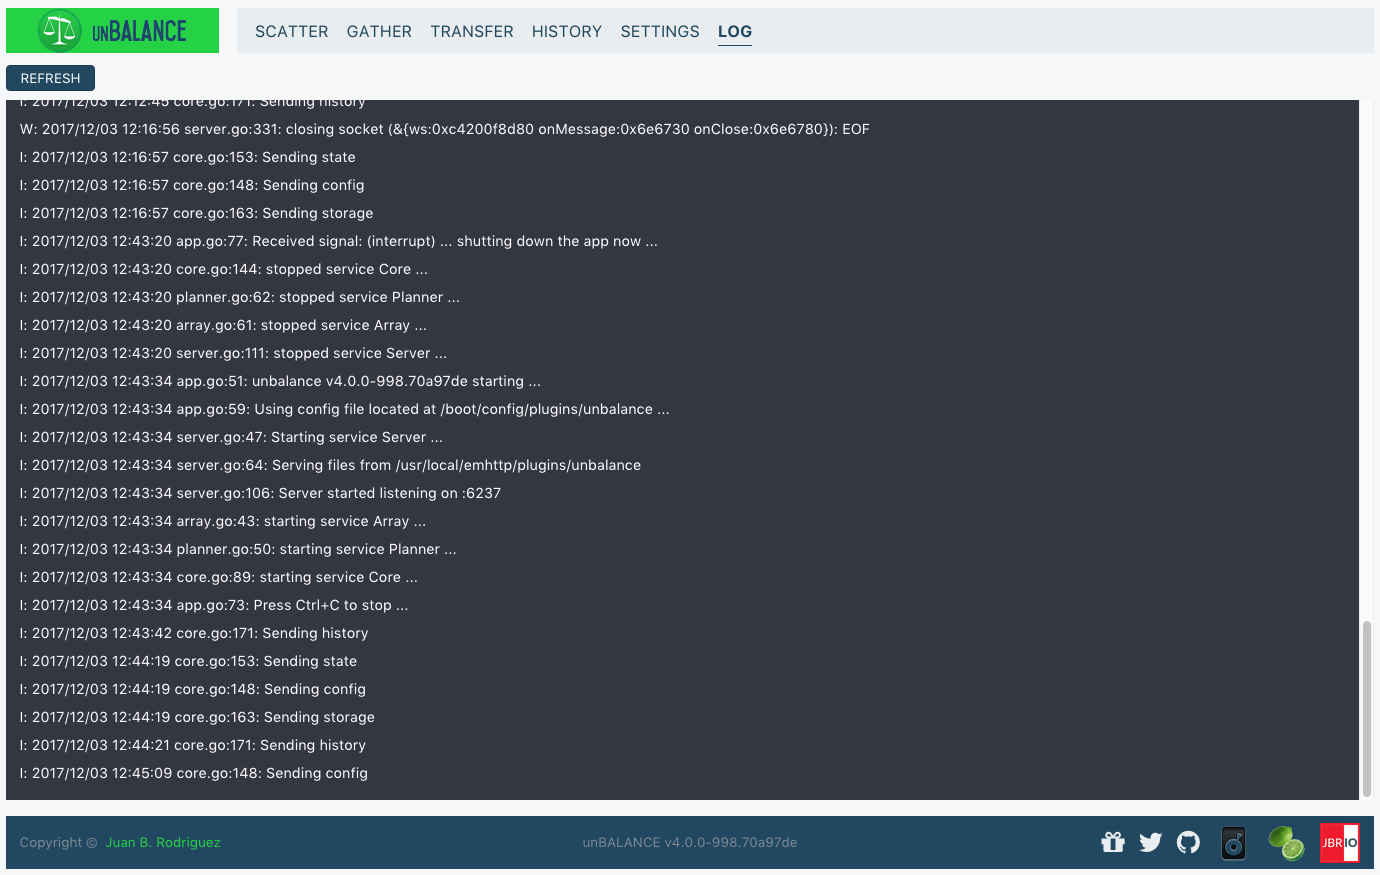 unBALANCE
SCATTER GATHER TRANSFER HISTORY SETTINGS LOG
REFRESH
I: 2017/12/03 12:12:45 core.go:171: Sending history
W: 2017/12/03 12:16:56 server.go:331: closing socket (&{ws:0xc4200f8d80 onMessage:0x6e6730 onClose:0x6e6780}): EOF
I: 2017/12/03 12:16:57 core.go:153: Sending state
I: 2017/12/03 12:16:57 core.go:148: Sending config
I: 2017/12/03 12:16:57 core.go:163: Sending storage
I: 2017/12/03 12:43:20 app.go:77: Received signal: (interrupt) ... shutting down the app now ...
I: 2017/12/03 12:43:20 core.go:144: stopped service Core ...
I: 2017/12/03 12:43:20 planner.go:62: stopped service Planner ...
I: 2017/12/03 12:43:20 array.go:61: stopped service Array ...
I: 2017/12/03 12:43:20 server.go:111: stopped service Server ...
I: 2017/12/03 12:43:34 app.go:51: unbalance v4.0.0-998.70a97de starting ...
I: 2017/12/03 12:43:34 app.go:59: Using config file located at /boot/config/plugins/unbalance ...
I: 2017/12/03 12:43:34 server.go:47: Starting service Server ...
I: 2017/12/03 12:43:34 server.go:64: Serving files from /usr/local/emhttp/plugins/unbalance
I: 2017/12/03 12:43:34 server.go:106: Server started listening on :6237
I: 2017/12/03 12:43:34 array.go:43: starting service Array ...
I: 2017/12/03 12:43:34 planner.go:50: starting service Planner ...
I: 2017/12/03 12:43:34 core.go:89: starting service Core ...
I: 2017/12/03 12:43:34 app.go:73: Press Ctrl+C to stop ...
I: 2017/12/03 12:43:42 core.go:171: Sending history
I: 2017/12/03 12:44:19 core.go:153: Sending state
I: 2017/12/03 12:44:19 core.go:148: Sending config
I: 2017/12/03 12:44:19 core.go:163: Sending storage
I: 2017/12/03 12:44:21 core.go:171: Sending history
I: 2017/12/03 12:45:09 core.go:148: Sending config
Copyright © Juan B. Rodriguez unBALANCE v4.0.0-998.70a97de JBRIO